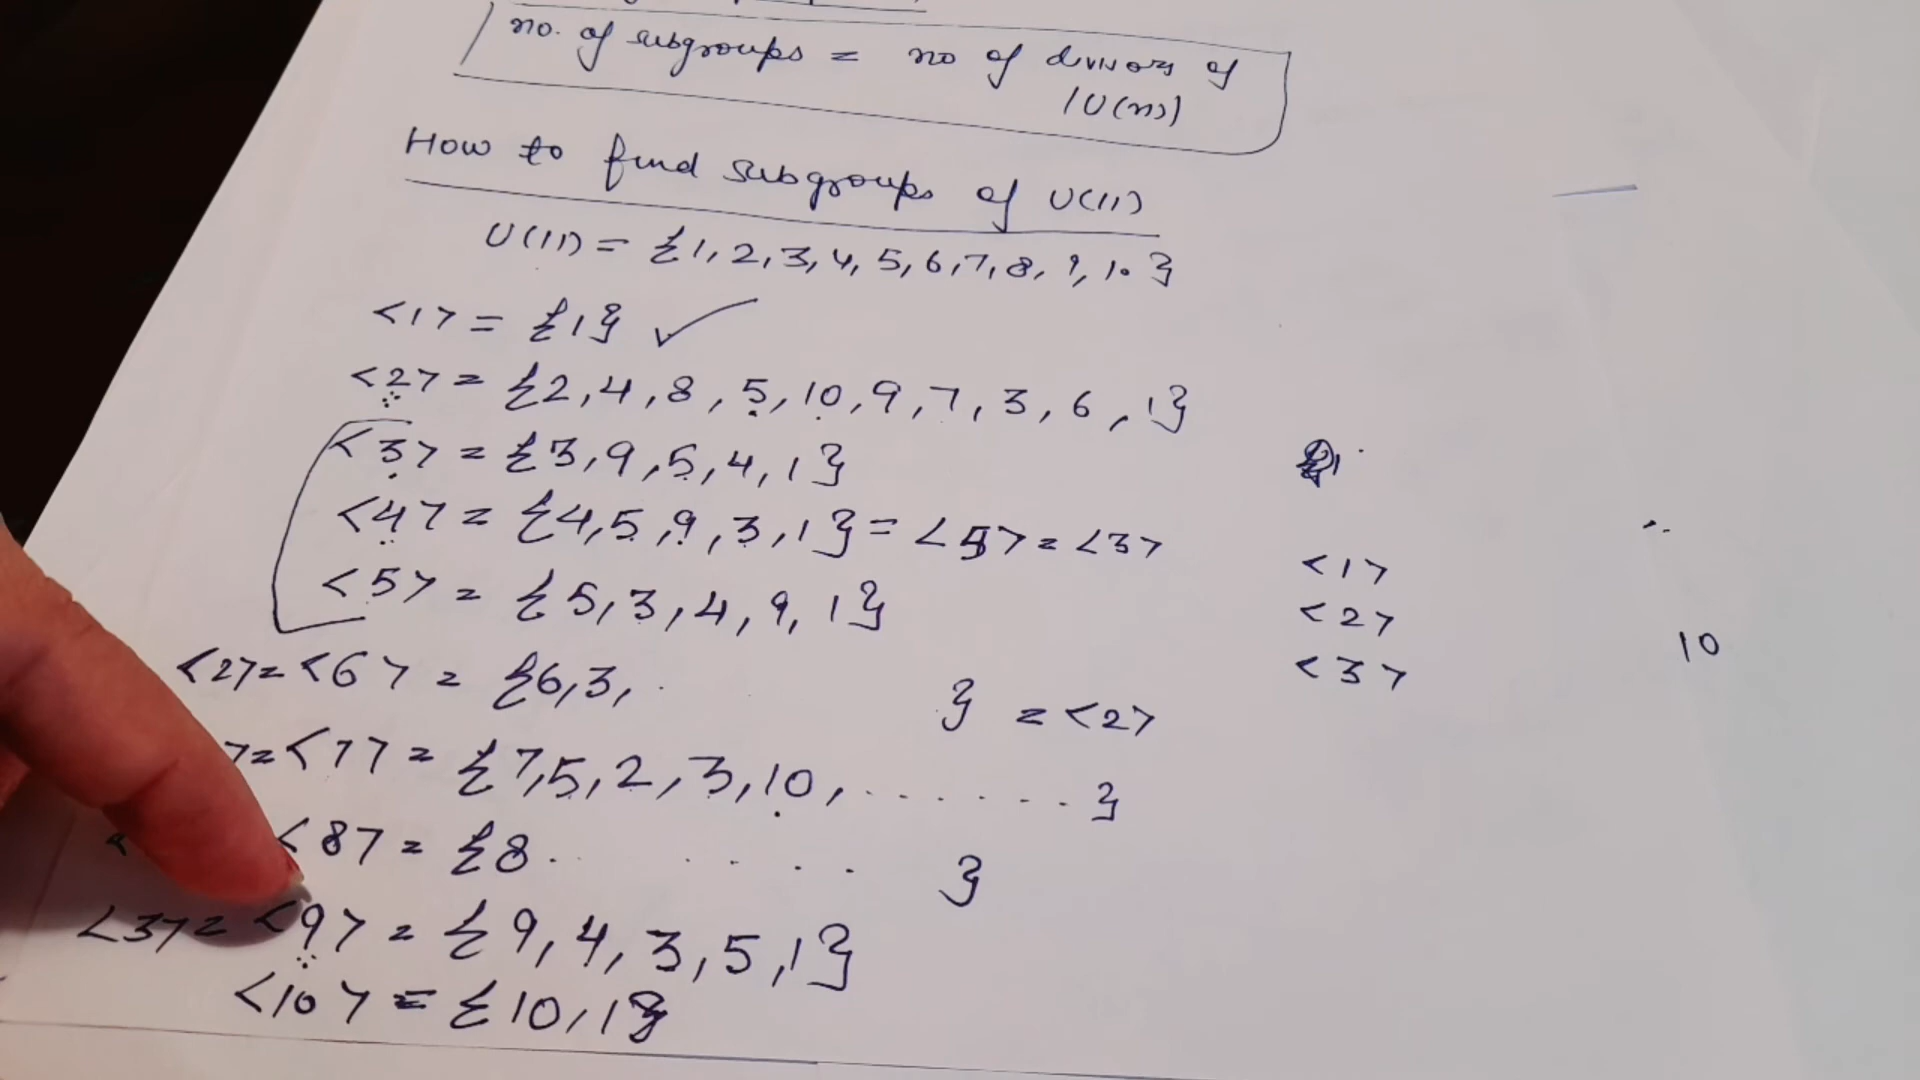 no. of subgroups = no of divisors of
|U(n)|
How to find subgroups of U(11)
U(11) = {1, 2, 3, 4, 5, 6, 7, 8, 9, 10}
<1> = {1} ✓
<2> = {2, 4, 8, 5, 10, 9, 7, 3, 6, 1}
<3> = {3, 9, 5, 4, 1}
<4> = {4, 5, 9, 3, 1} = <5> = <3>
<5> = {5, 3, 4, 9, 1}
<2> = <6> = {6, 3, } = <2>
> = <7> = {7, 5, 2, 3, 10, ....... }
<8> = {8 ..... }
<3> = <9> = {9, 4, 3, 5, 1}
<10> = {10, 1}
<1>
<2>
<3>
10